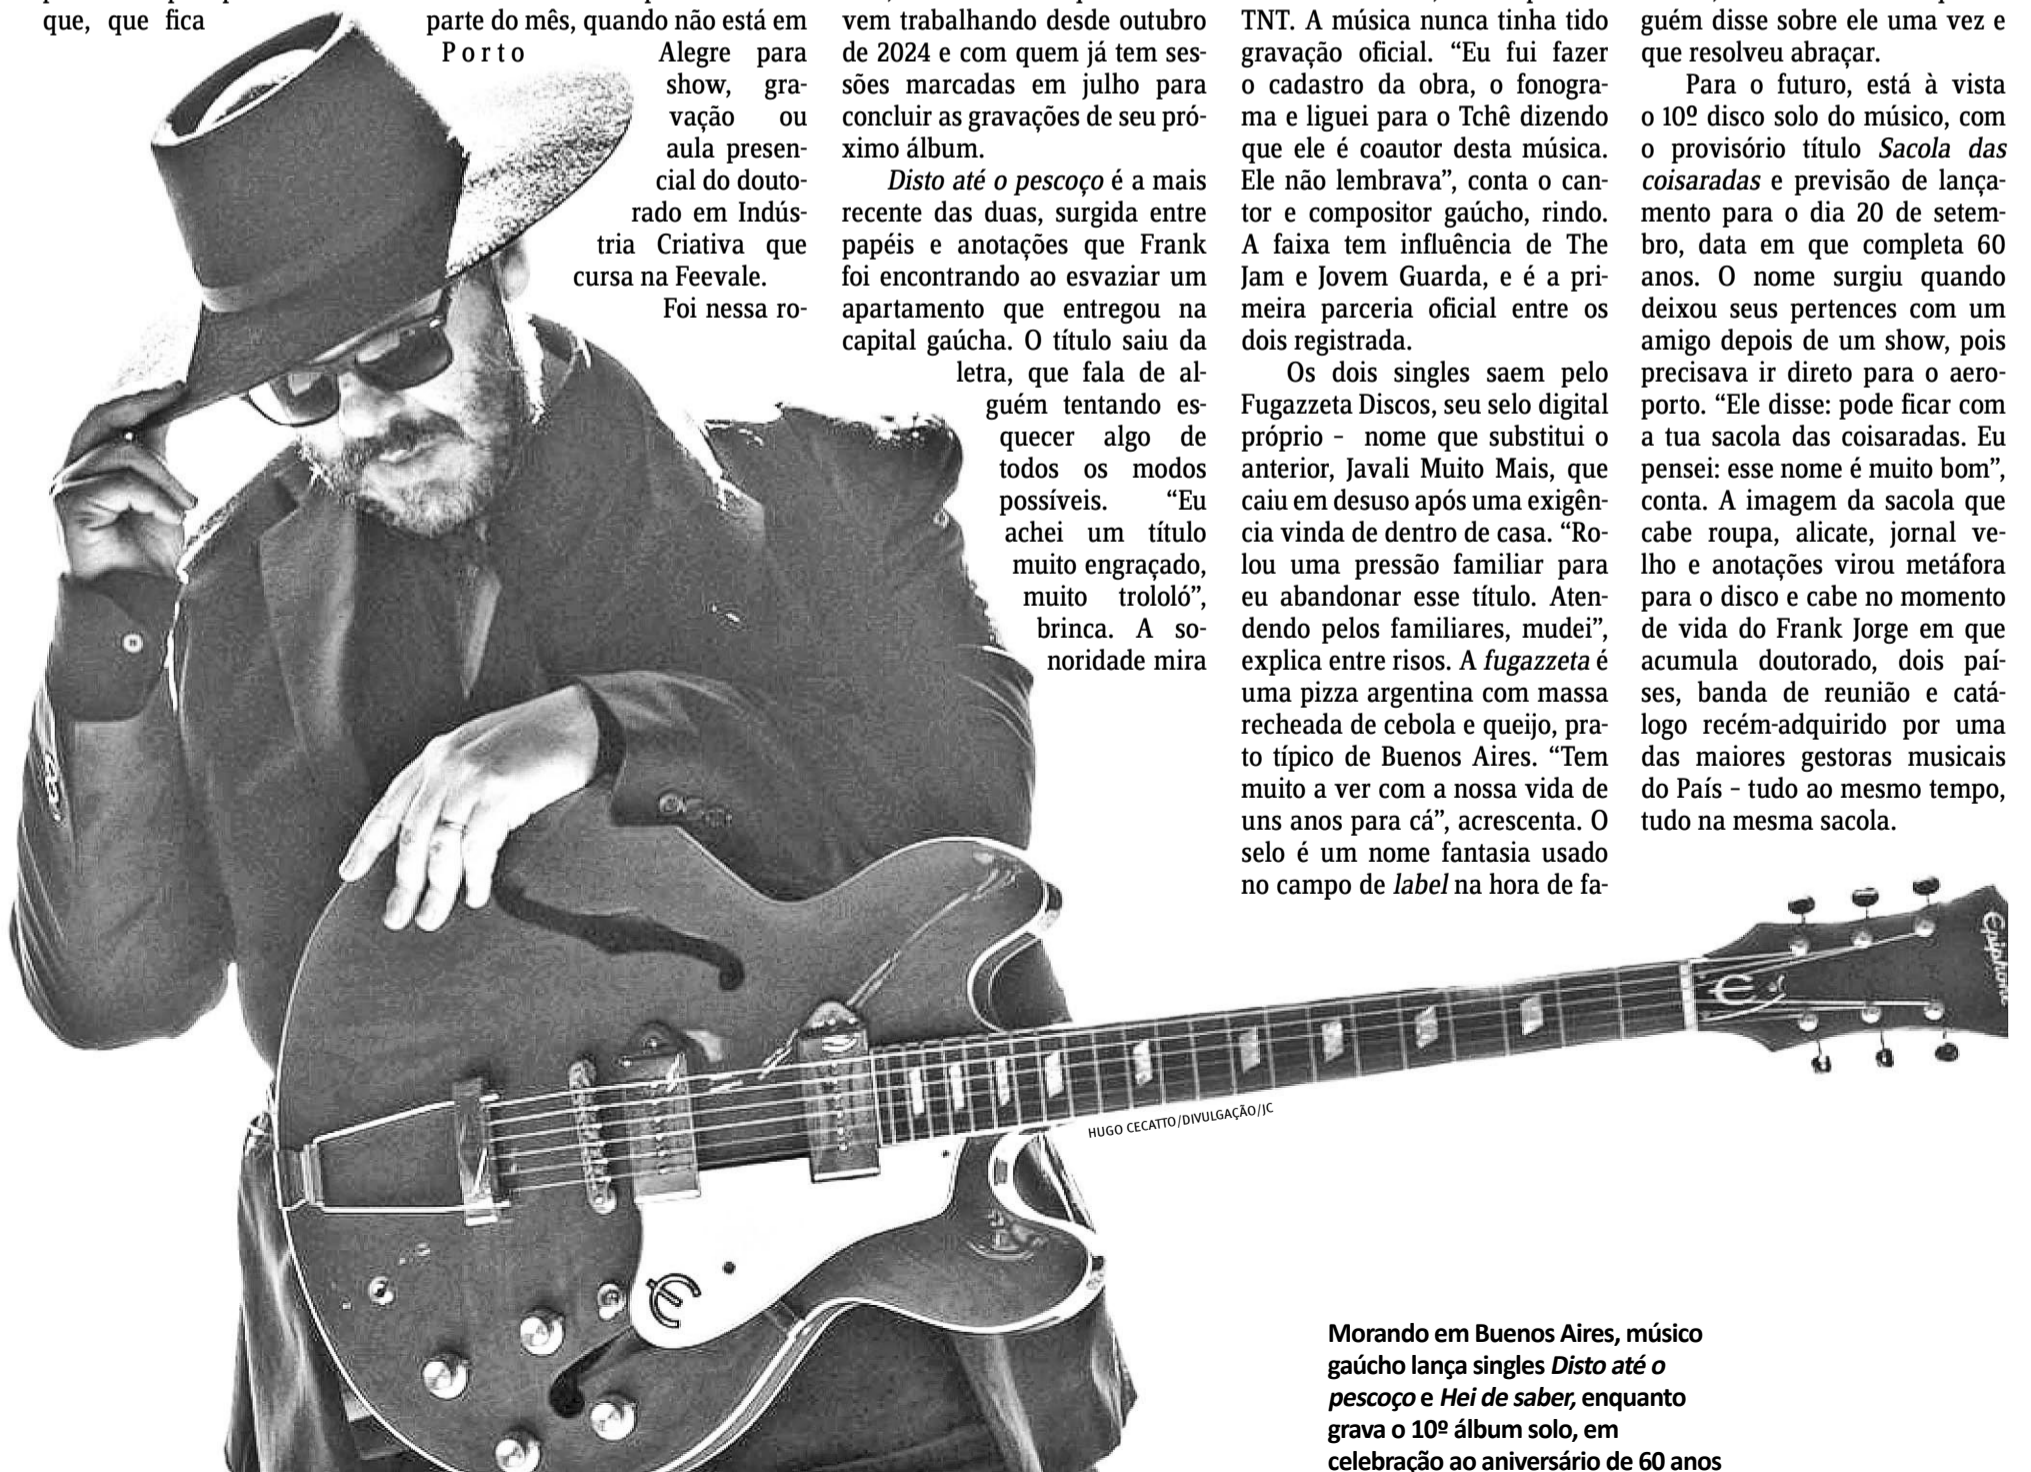 que, que fica
parte do mês, quando não está em
Porto Alegre para
show, gra-
vação ou
aula presen-
cial do douto-
rado em Indús-
tria Criativa que
cursa na Feevale.
Foi nessa ro-
vem trabalhando desde outubro
de 2024 e com quem já tem ses-
sões marcadas em julho para
concluir as gravações de seu pró-
ximo álbum.
Disto até o pescoço é a mais
recente das duas, surgida entre
papéis e anotações que Frank
foi encontrando ao esvaziar um
apartamento que entregou na
capital gaúcha. O título saiu da
letra, que fala de al-
guém tentando es-
quecer algo de
todos os modos
possíveis. “Eu
achei um título
muito engraçado,
muito trololó”,
brinca. A so-
noridade mira
TNT. A música nunca tinha tido
gravação oficial. “Eu fui fazer
o cadastro da obra, o fonogra-
ma e liguei para o Tchê dizendo
que ele é coautor desta música.
Ele não lembrava”, conta o can-
tor e compositor gaúcho, rindo.
A faixa tem influência de The
Jam e Jovem Guarda, e é a pri-
meira parceria oficial entre os
dois registrada.
Os dois singles saem pelo
Fugazzeta Discos, seu selo digital
próprio - nome que substitui o
anterior, Javali Muito Mais, que
caiu em desuso após uma exigên-
cia vinda de dentro de casa. “Ro-
lou uma pressão familiar para
eu abandonar esse título. Aten-
dendo pelos familiares, mudei”,
explica entre risos. A fugazzeta é
uma pizza argentina com massa
recheada de cebola e queijo, pra-
to típico de Buenos Aires. “Tem
muito a ver com a nossa vida de
uns anos para cá”, acrescenta. O
selo é um nome fantasia usado
no campo de label na hora de fa-
guém disse sobre ele uma vez e
que resolveu abraçar.
Para o futuro, está à vista
o 10º disco solo do músico, com
o provisório título Sacola das
coisaradas e previsão de lança-
mento para o dia 20 de setem-
bro, data em que completa 60
anos. O nome surgiu quando
deixou seus pertences com um
amigo depois de um show, pois
precisava ir direto para o aero-
porto. “Ele disse: pode ficar com
a tua sacola das coisaradas. Eu
pensei: esse nome é muito bom”,
conta. A imagem da sacola que
cabe roupa, alicate, jornal ve-
lho e anotações virou metáfora
para o disco e cabe no momento
de vida do Frank Jorge em que
acumula doutorado, dois paí-
ses, banda de reunião e catá-
logo recém-adquirido por uma
das maiores gestoras musicais
do País - tudo ao mesmo tempo,
tudo na mesma sacola.
Epiphone
HUGO CECATTO/DIVULGAÇÃO/JC
Morando em Buenos Aires, músico
gaúcho lança singles Disto até o
pescoço e Hei de saber, enquanto
grava o 10º álbum solo, em
celebração ao aniversário de 60 anos